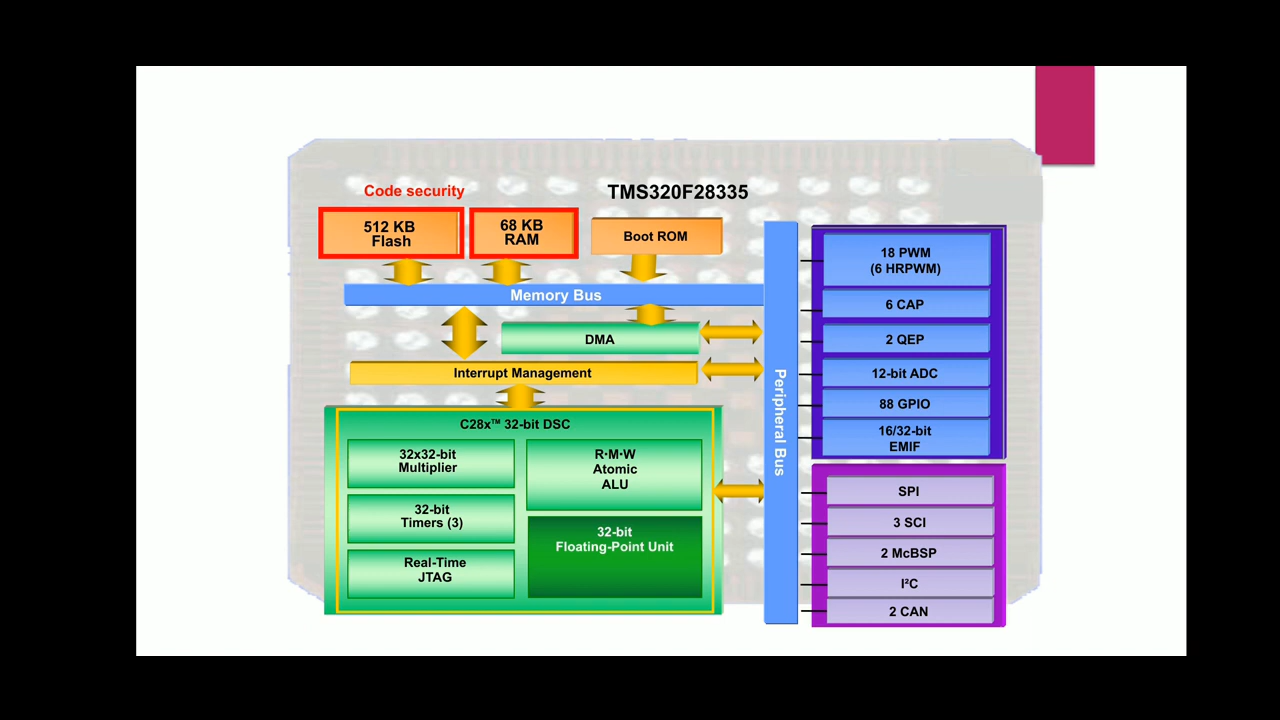 Code security
TMS320F28335
512 KB
Flash
68 KB
RAM
Boot ROM
Memory Bus
DMA
Interrupt Management
C28x™ 32-bit DSC
32x32-bit
Multiplier
32-bit
Timers (3)
Real-Time
JTAG
R·M·W
Atomic
ALU
32-bit
Floating-Point Unit
Peripheral Bus
18 PWM
(6 HRPWM)
6 CAP
2 QEP
12-bit ADC
88 GPIO
16/32-bit
EMIF
SPI
3 SCI
2 McBSP
I²C
2 CAN